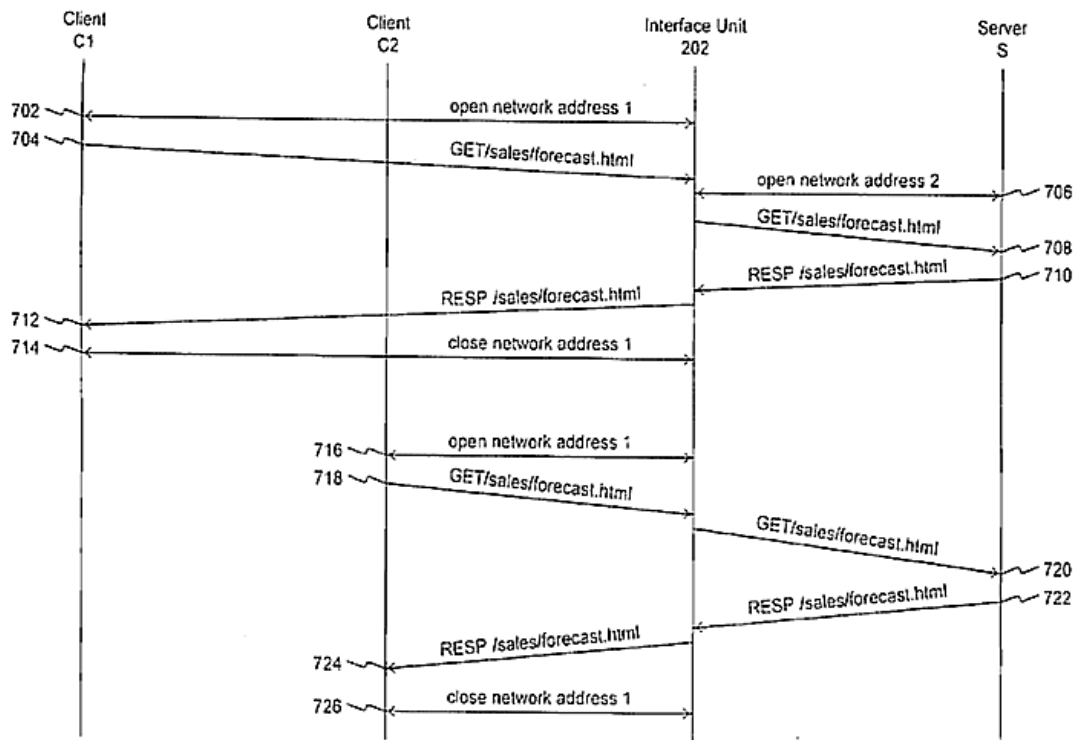 Client
C1
Client
C2
Interface Unit
202
Server
S
702
open network address 1
704
GET/sales/forecast.html
open network address 2
706
GET/sales/forecast.html
708
RESP /sales/forecast.html
710
RESP /sales/forecast.html
712
714
close network address 1
716
open network address 1
718
GET/sales/forecast.html
GET/sales/forecast.html
720
RESP /sales/forecast.html
722
RESP /sales/forecast.html
724
726
close network address 1